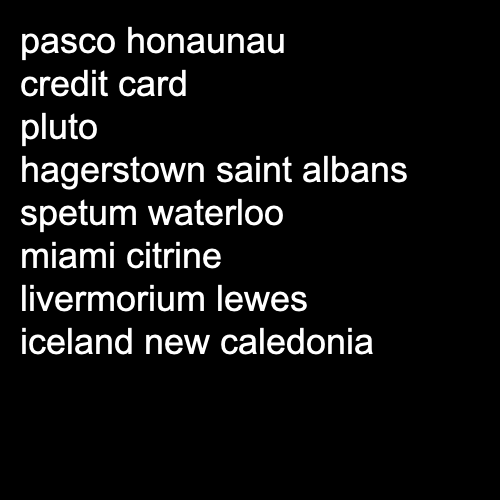 pasco honaunau
credit card
pluto
hagerstown saint albans
spetum waterloo
miami citrine
livermorium lewes
iceland new caledonia